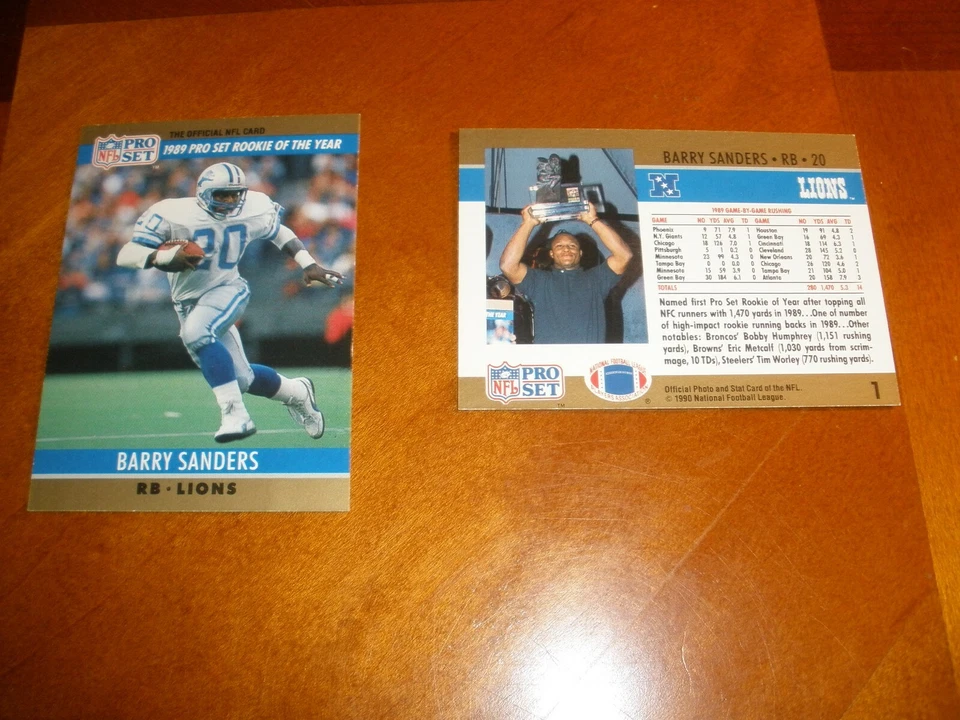 THE OFFICIAL NFL CARD
NFL PRO SET
1989 PRO SET ROOKIE OF THE YEAR
20
BARRY SANDERS
RB • LIONS
BARRY SANDERS • RB • 20
N
LIONS
1989 GAME-BY-GAME RUSHING
GAME NO YDS AVG TD GAME NO YDS AVG TD
Phoenix 9 71 7.9 1 Houston 19 91 4.8 2
N.Y. Giants 12 57 4.8 1 Green Bay 16 69 4.3 1
Chicago 18 126 7.0 1 Cincinnati 18 114 6.3 1
Pittsburgh 5 1 0.2 0 Cleveland 28 145 5.2 0
Minnesota 23 99 4.3 0 New Orleans 20 72 3.6 1
Tampa Bay 0 0 0.0 0 Chicago 26 120 4.6 2
Minnesota 15 59 3.9 0 Tampa Bay 21 104 5.0 1
Green Bay 30 184 6.1 0 Atlanta 20 158 7.9 3
TOTALS 280 1,470 5.3 14
Named first Pro Set Rookie of Year after topping all
NFC runners with 1,470 yards in 1989...One of number
of high-impact rookie running backs in 1989...Other
notables: Broncos' Bobby Humphrey (1,151 rushing
yards), Browns' Eric Metcalf (1,030 yards from scrim-
mage, 10 TDs), Steelers' Tim Worley (770 rushing yards).
THE YEAR
NFL PRO SET
TM
NATIONAL FOOTBALL LEAGUE
PLAYERS ASSOCIATION
®
Official Photo and Stat Card of the NFL.
© 1990 National Football League.
1